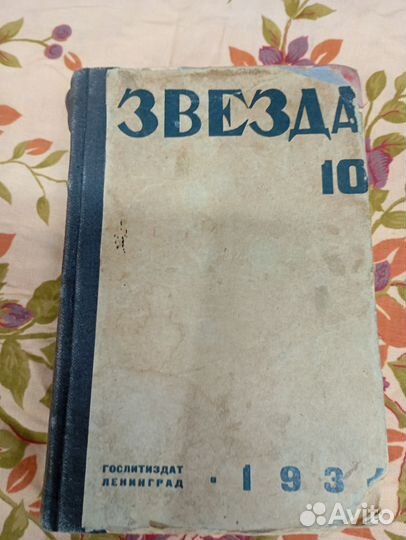 ЗВЕЗДА
10
ГОСЛИТИЗДАТ
ЛЕНИНГРАД
• 193
Avito